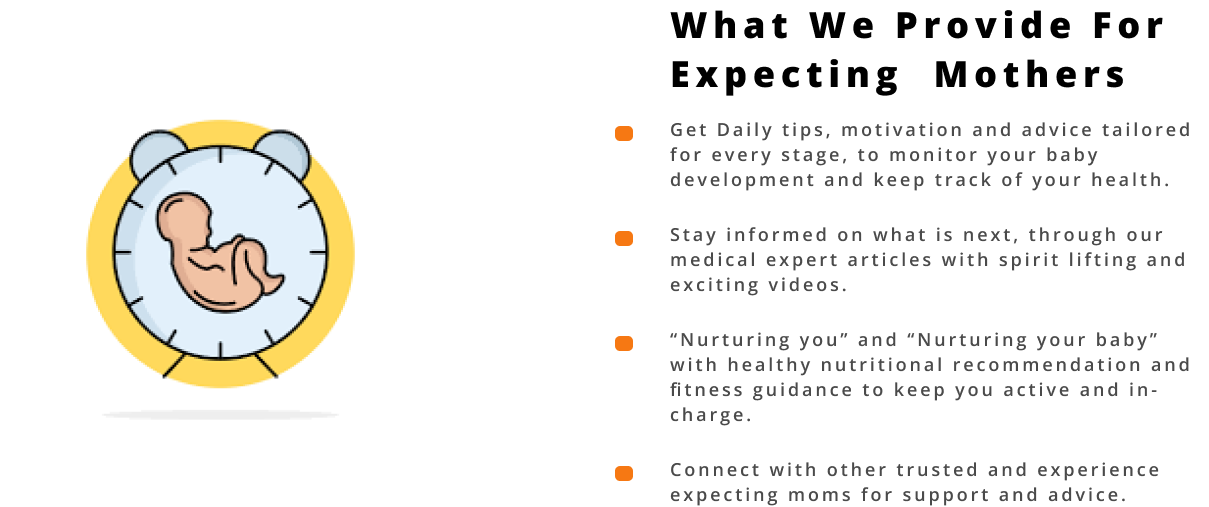 What We Provide For
Expecting Mothers
Get Daily tips, motivation and advice tailored
for every stage, to monitor your baby
development and keep track of your health.
Stay informed on what is next, through our
medical expert articles with spirit lifting and
exciting videos.
“Nurturing you” and “Nurturing your baby”
with healthy nutritional recommendation and
fitness guidance to keep you active and in-
charge.
Connect with other trusted and experience
expecting moms for support and advice.